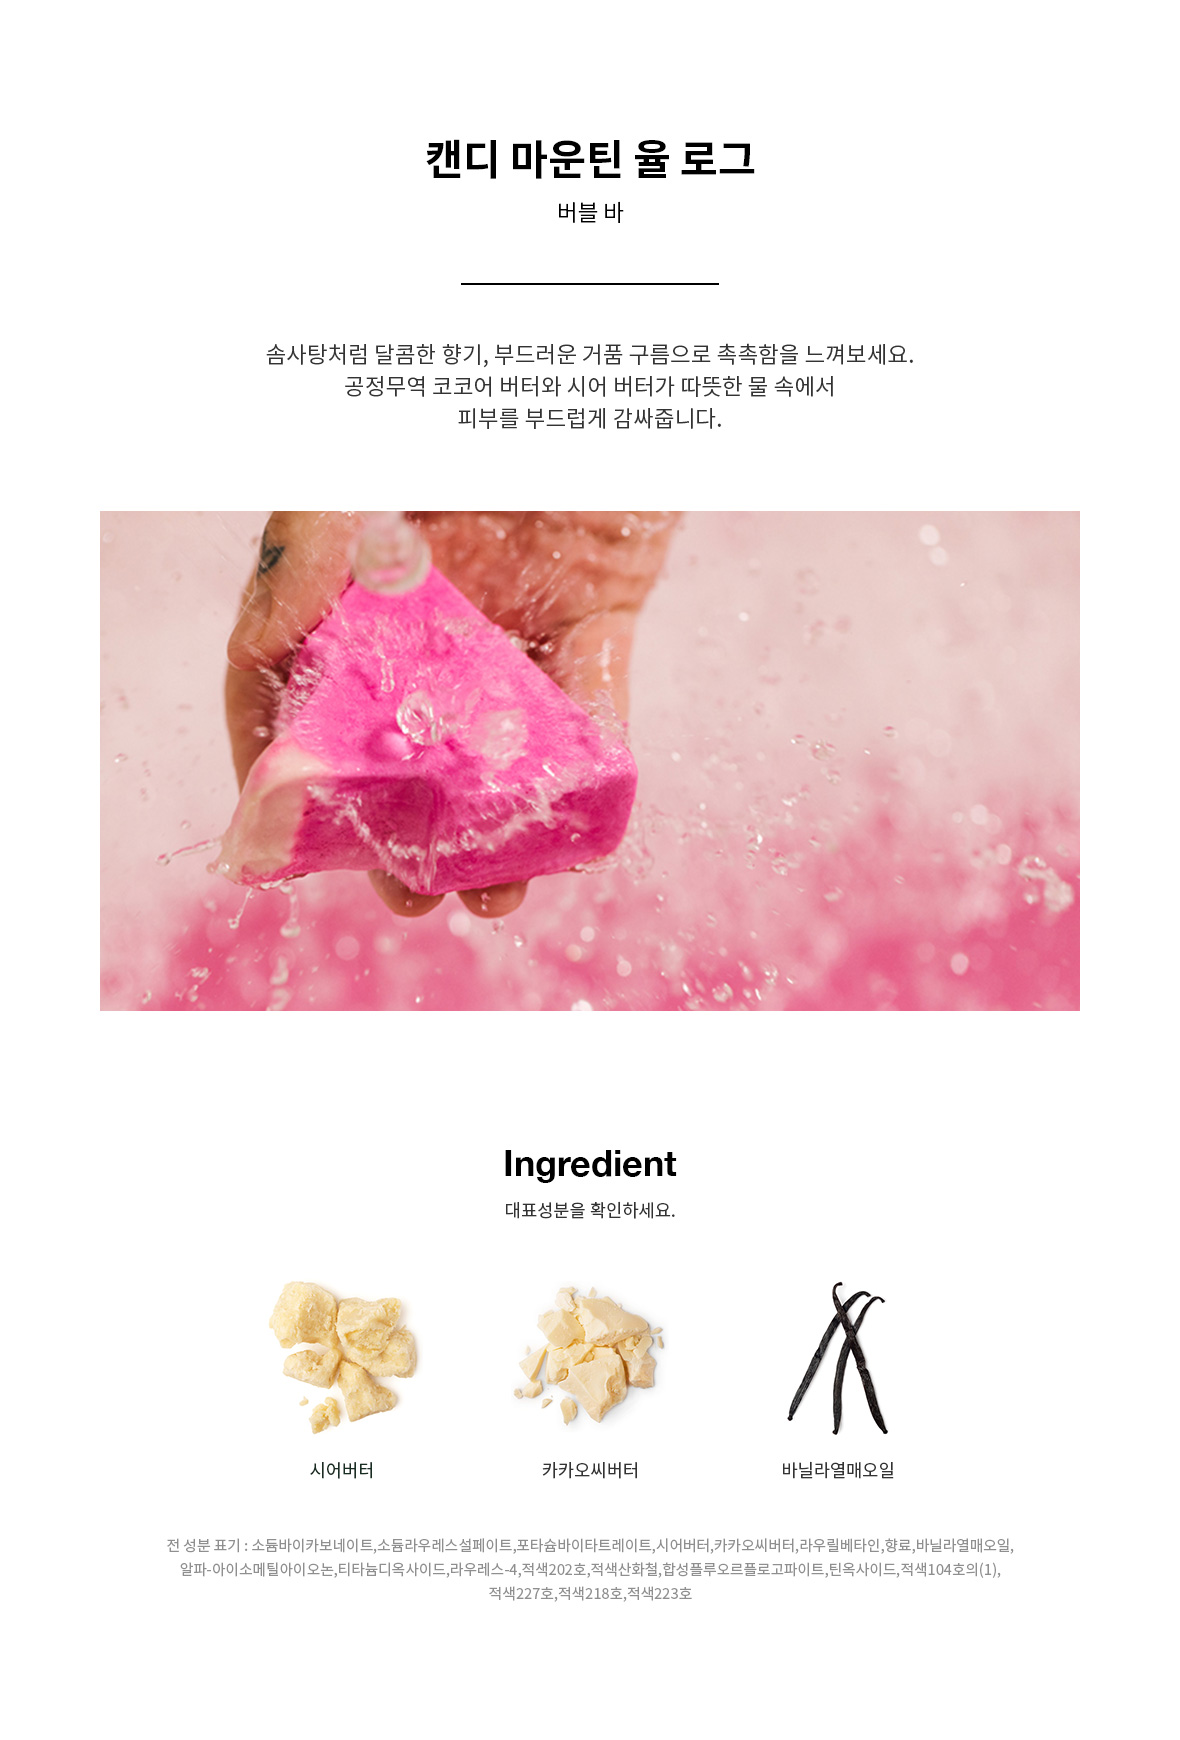 캔디 마운틴 율 로그
버블 바
솜사탕처럼 달콤한 향기, 부드러운 거품 구름으로 촉촉함을 느껴보세요.
공정무역 코코어 버터와 시어 버터가 따뜻한 물 속에서
피부를 부드럽게 감싸줍니다.
Ingredient
대표성분을 확인하세요.
시어버터
카카오씨버터
바닐라열매오일
전 성분 표기 : 소듐바이카보네이트,소듐라우레스설페이트,포타슘바이타트레이트,시어버터,카카오씨버터,라우릴베타인,향료,바닐라열매오일,
알파-아이소메틸아이오논,티타늄디옥사이드,라우레스-4,적색202호,적색산화철,합성플루오르플로고파이트,틴옥사이드,적색104호의(1),
적색227호,적색218호,적색223호